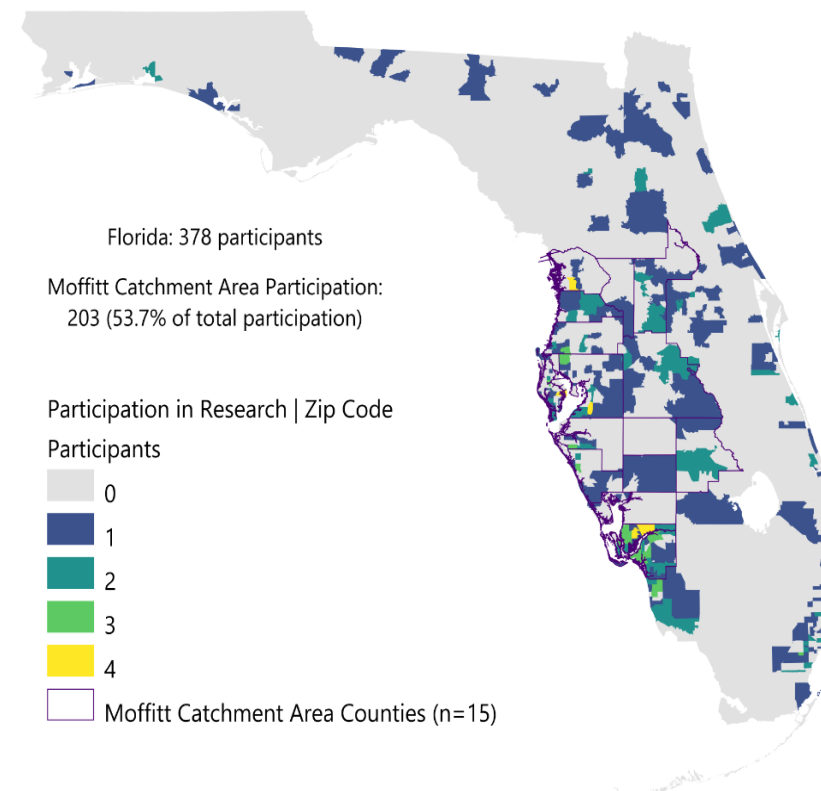 Florida: 378 participants
Moffitt Catchment Area Participation:
203 (53.7% of total participation)
Participation in Research | Zip Code
Participants
0
1
2
3
4
Moffitt Catchment Area Counties (n=15)